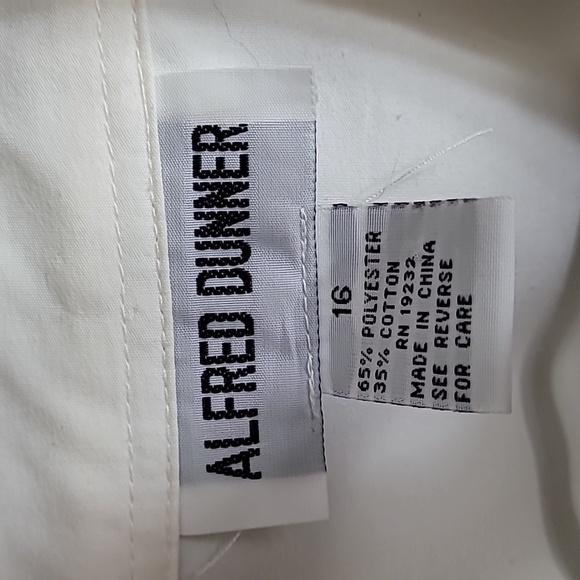 ALFRED DUNNER
16
65% POLYESTER
35% COTTON
RN 19232
MADE IN CHINA
SEE REVERSE
FOR CARE